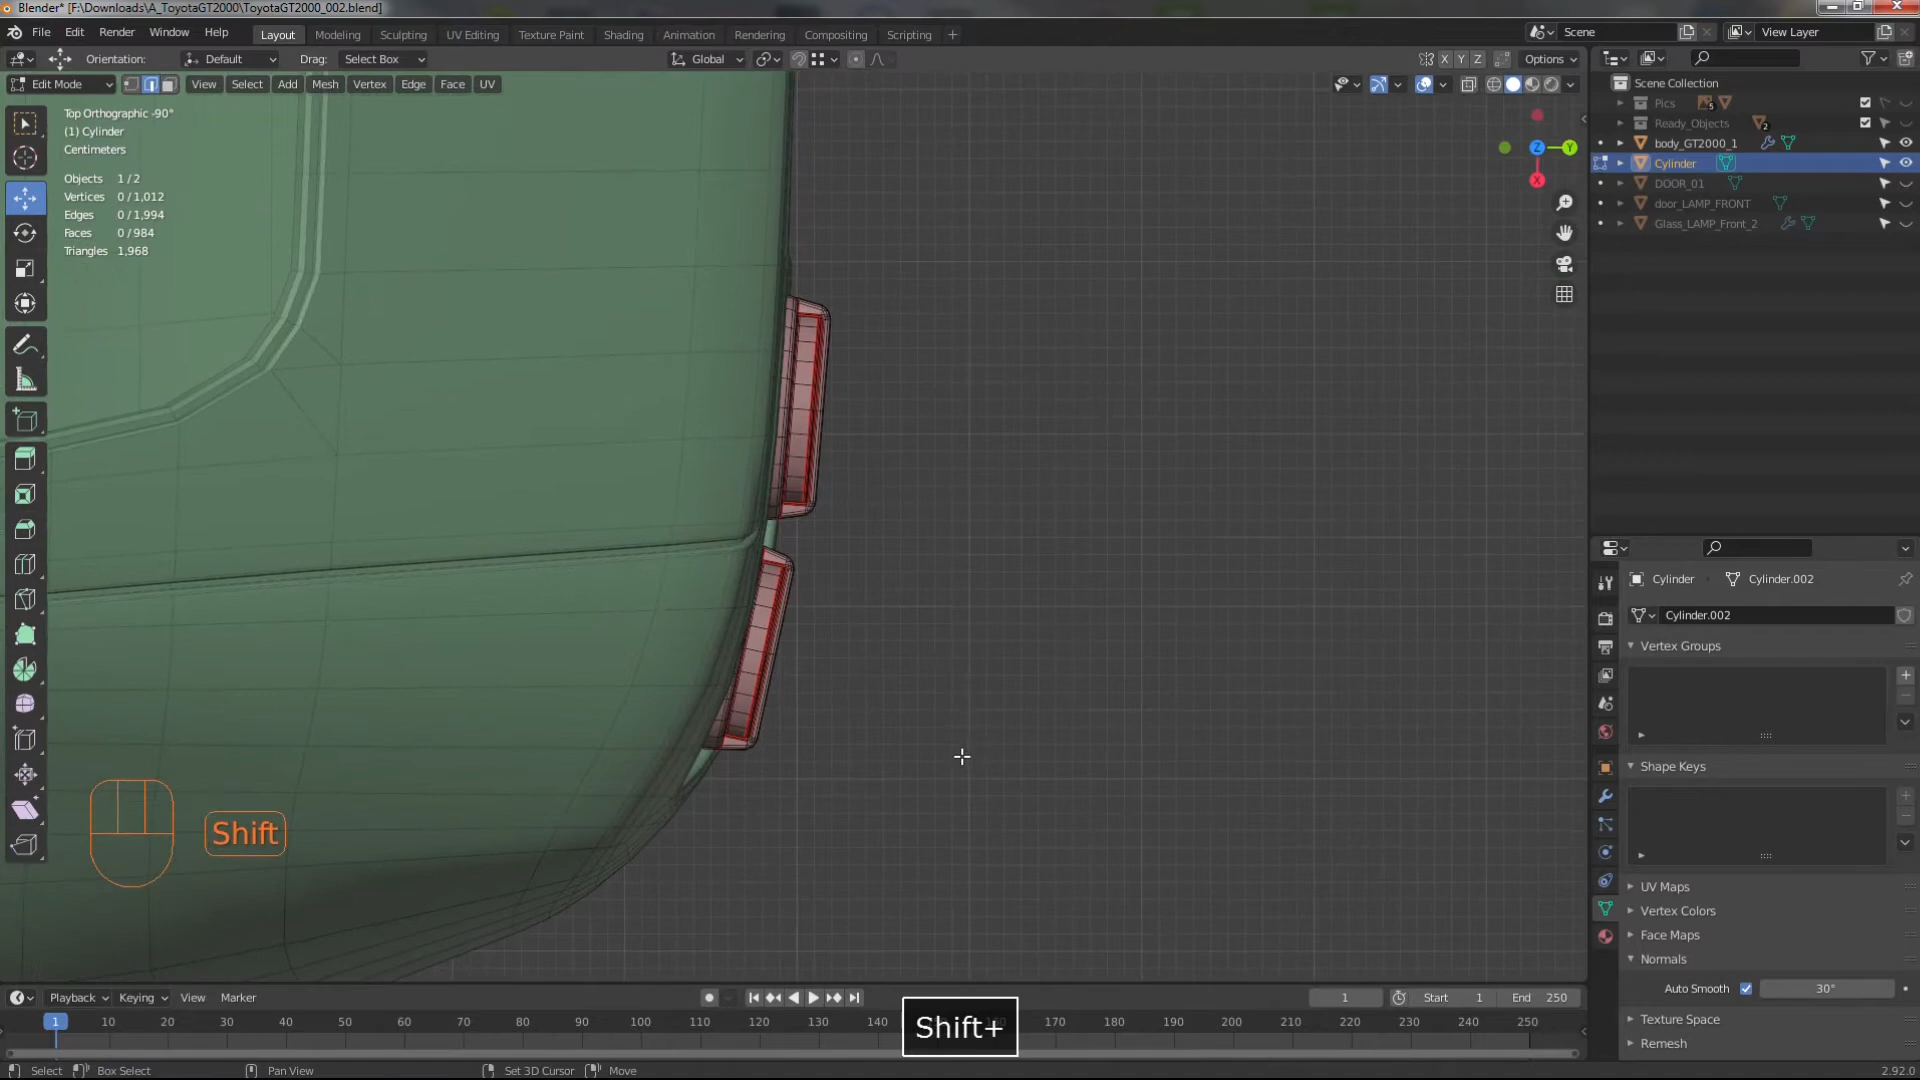 Blender* [F:\Downloads\A_ToyotaGT2000\ToyotaGT2000_002.blend]
File Edit Render Window Help Layout Modeling Sculpting UV Editing Texture Paint Shading Animation Rendering Compositing Scripting + Scene View Layer
Orientation: Default Drag: Select Box Global X Y Z Options
Edit Mode View Select Add Mesh Vertex Edge Face UV
Top Orthographic -90°
(1) Cylinder
Centimeters
Objects 1 / 2
Vertices 0 / 1,012
Edges 0 / 1,994
Faces 0 / 984
Triangles 1,968
Z Y
X
Scene Collection
Pics 5
Ready_Objects 2
body_GT2000_1
Cylinder
DOOR_01
door_LAMP_FRONT
Glass_LAMP_Front_2
Cylinder Cylinder.002
Cylinder.002
Vertex Groups
Shape Keys
UV Maps
Vertex Colors
Face Maps
Normals
Auto Smooth 30°
Texture Space
Remesh
Shift
Playback Keying View Marker 1 Start 1 End 250
1 10 20 30 40 50 60 70 80 90 100 110 120 130 140 170 180 190 200 210 220 230 240 250
Shift+
Select Box Select Pan View Set 3D Cursor Move 2.92.0